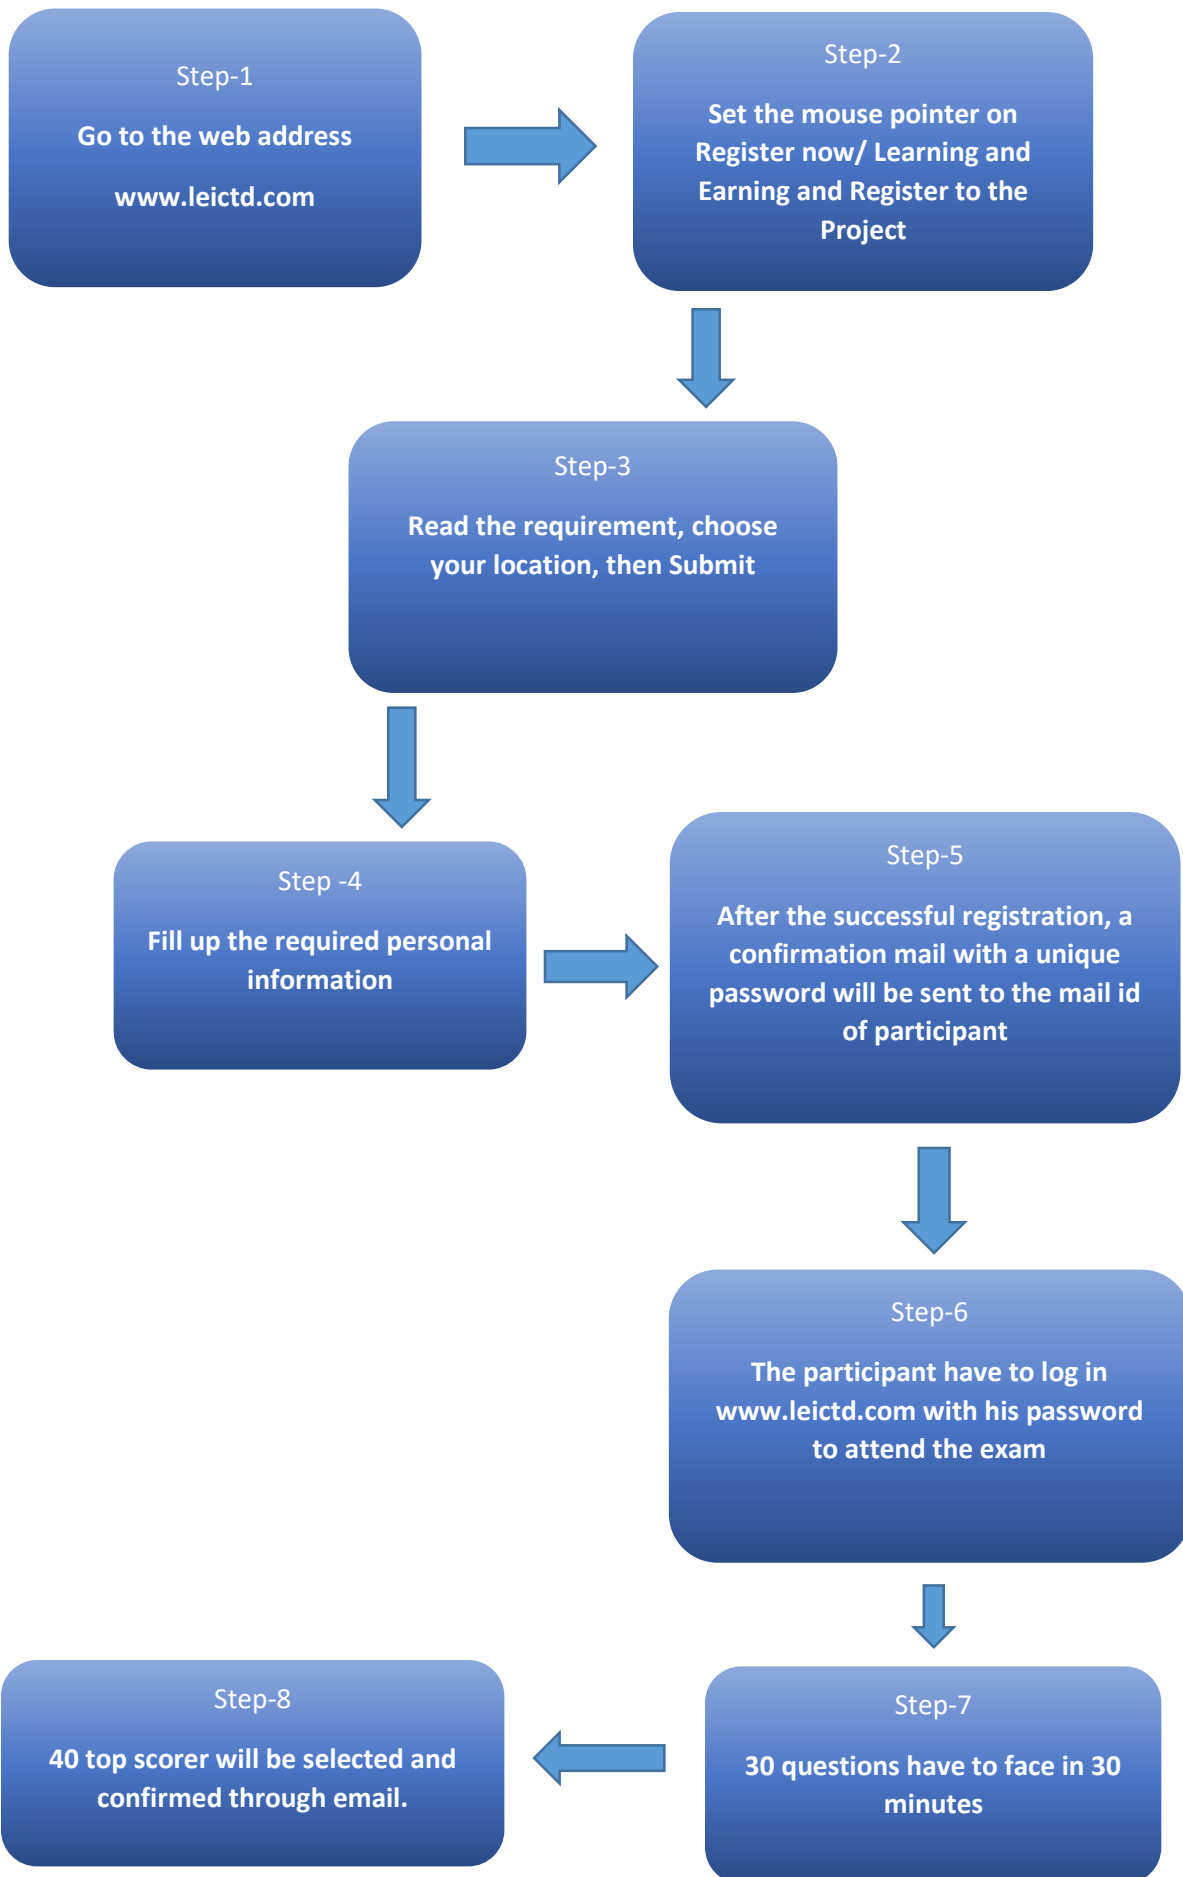 Step-1
Go to the web address
www.leictd.com
Step-2
Set the mouse pointer on
Register now/ Learning and
Earning and Register to the
Project
Step-3
Read the requirement, choose
your location, then Submit
Step -4
Fill up the required personal
information
Step-5
After the successful registration, a
confirmation mail with a unique
password will be sent to the mail id
of participant
Step-6
The participant have to log in
www.leictd.com with his password
to attend the exam
Step-7
30 questions have to face in 30
minutes
Step-8
40 top scorer will be selected and
confirmed through email.